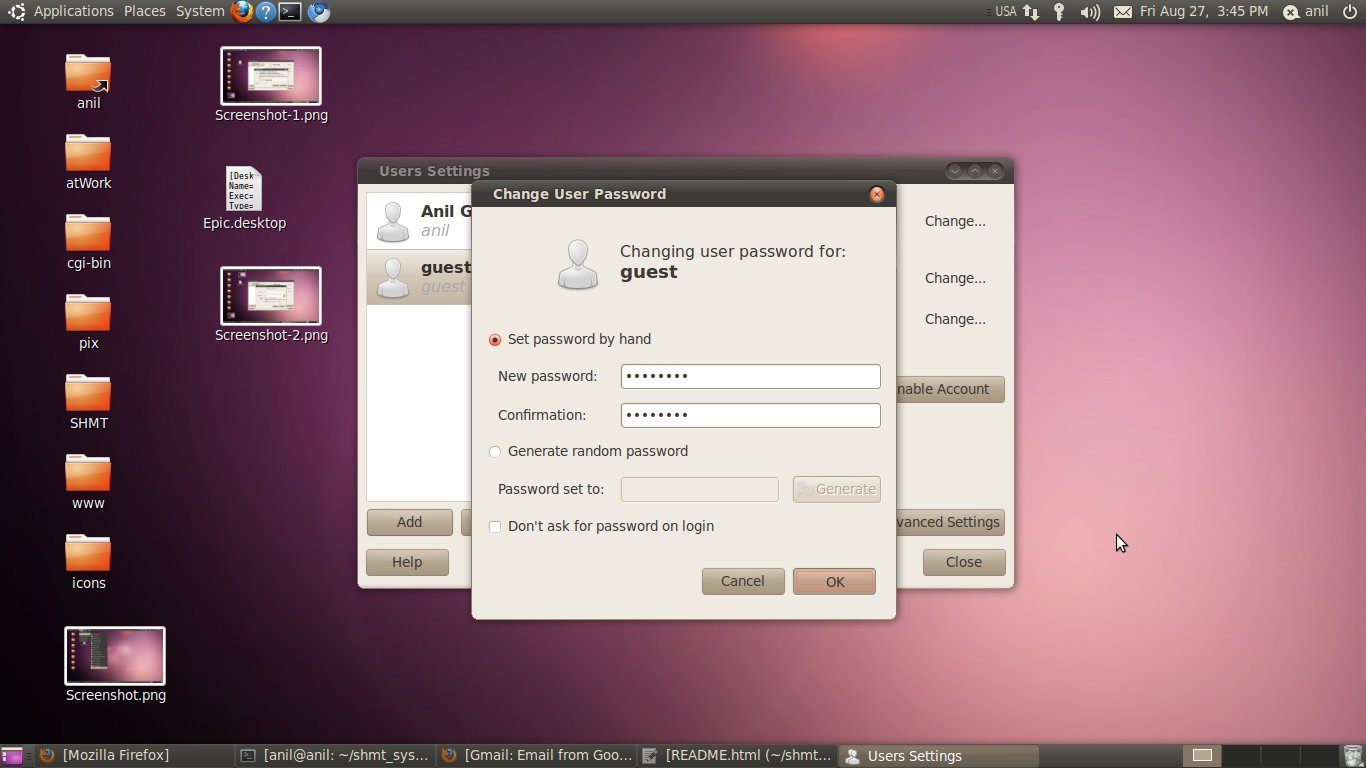 Applications Places System
USA
Fri Aug 27, 3:45 PM
anil
anil
atWork
cgi-bin
pix
SHMT
www
icons
Screenshot.png
Screenshot-1.png
[Desk
Name=
Exec=
Type=
Epic.desktop
Screenshot-2.png
Users Settings
Anil G
anil
guest
guest
Change...
Change...
Change...
nable Account
vanced Settings
Add
Help
Close
Change User Password
Changing user password for:
guest
Set password by hand
New password: ••••••••
Confirmation: ••••••••
Generate random password
Password set to:
Generate
Don't ask for password on login
Cancel
OK
[Mozilla Firefox]
[anil@anil: ~/shmt_sys...
[Gmail: Email from Goo...
[README.html (~/shmt...
Users Settings